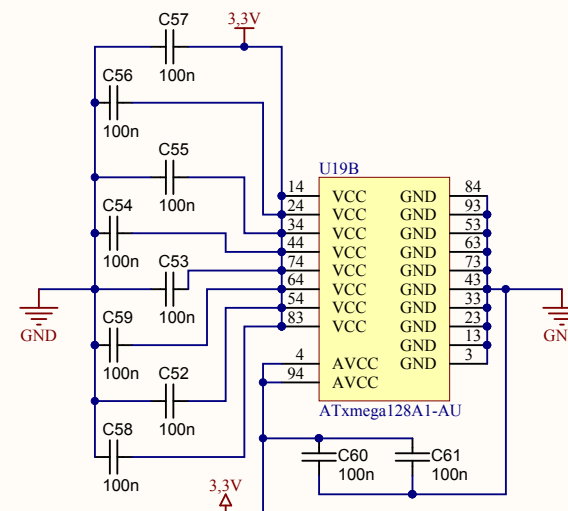 C57
3,3V
100n
C56
100n
C55
100n
U19B
14 VCC GND 84
24 VCC GND 93
34 VCC GND 53
44 VCC GND 63
74 VCC GND 73
64 VCC GND 43
54 VCC GND 33
83 VCC GND 23
GND 13
4 AVCC GND 3
94 AVCC
ATxmega128A1-AU
C54
100n
C53
100n
GND
GN
C59
100n
C52
100n
C58
100n
C60
100n
C61
100n
3,3V